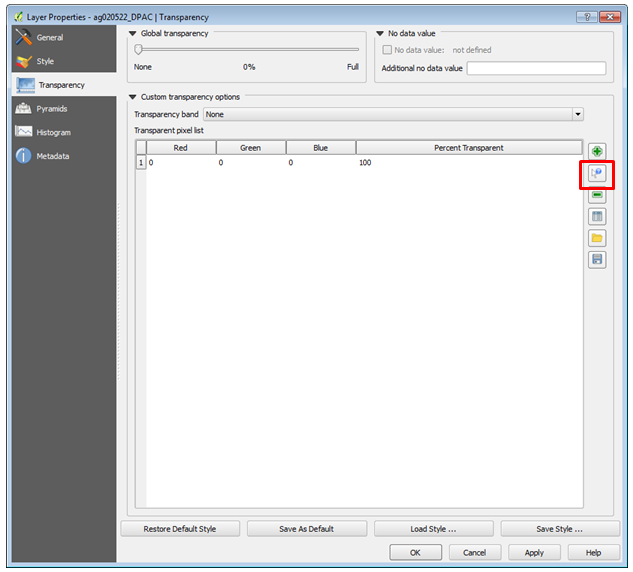 Layer Properties - ag020522_DPAC | Transparency
General
Style
Transparency
Pyramids
Histogram
Metadata
Global transparency
None 0% Full
No data value
No data value: not defined
Additional no data value
Custom transparency options
Transparency band None
Transparent pixel list
Red Green Blue Percent Transparent
1 0 0 0 100
Restore Default Style Save As Default Load Style ... Save Style ...
OK Cancel Apply Help